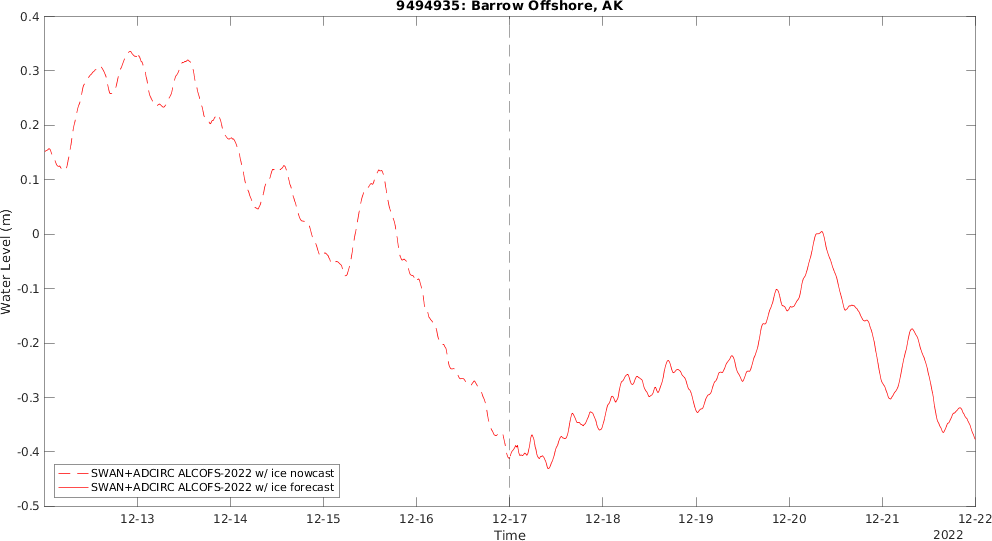 9494935: Barrow Offshore, AK
Water Level (m)
0.4
0.3
0.2
0.1
0
-0.1
-0.2
-0.3
-0.4
-0.5
SWAN+ADCIRC ALCOFS-2022 w/ ice nowcast
SWAN+ADCIRC ALCOFS-2022 w/ ice forecast
12-13 12-14 12-15 12-16 12-17 12-18 12-19 12-20 12-21 12-22
Time
2022